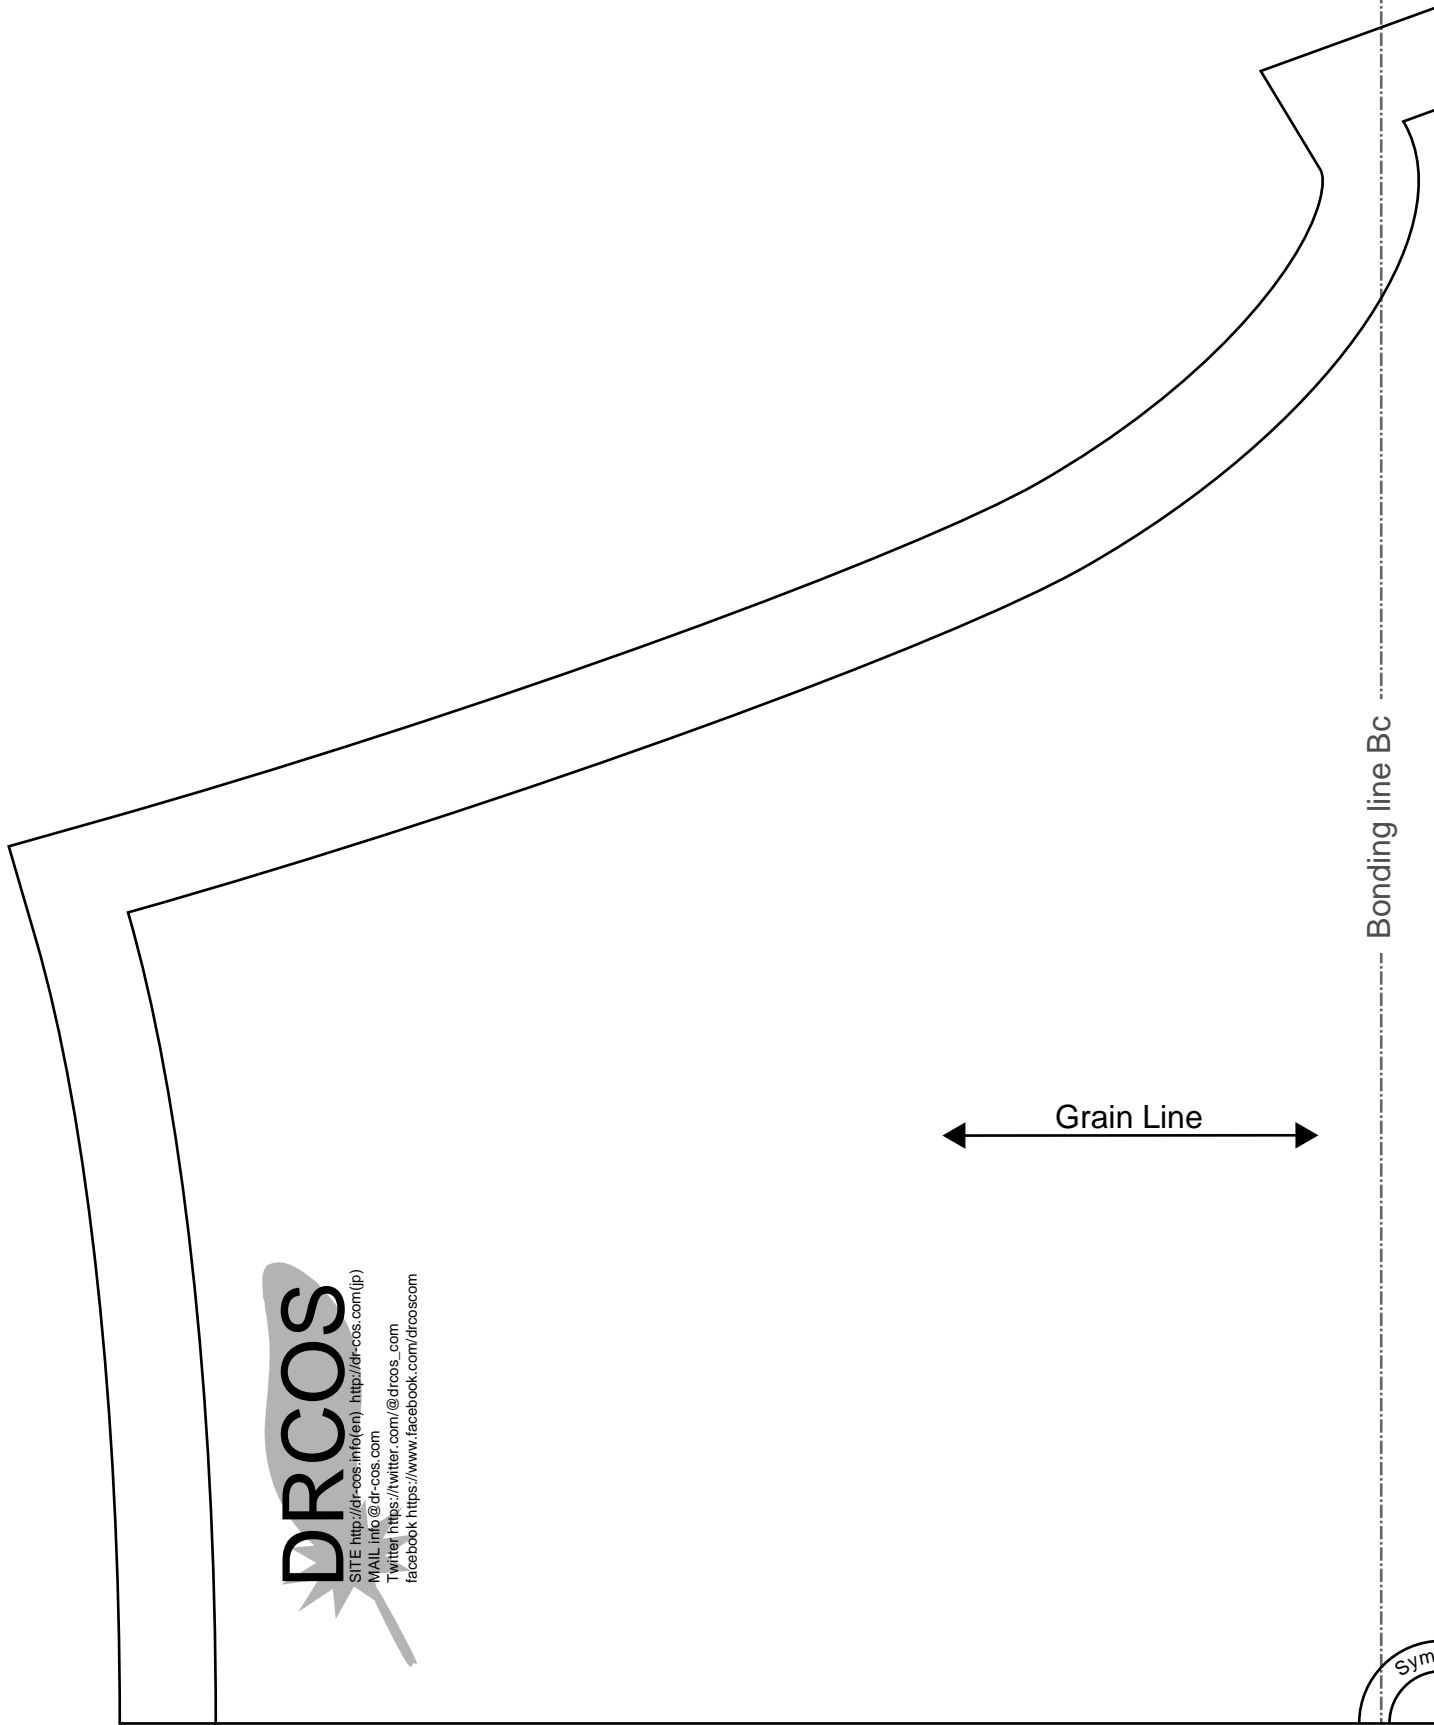 Bonding line Bc
Grain Line
DRCOS
SITE http://dr-cos.info(en) http://dr-cos.com(jp)
MAIL info@dr-cos.com
Twitter https://twitter.com/@drcos_com
facebook https://www.facebook.com/drcoscom
Sym